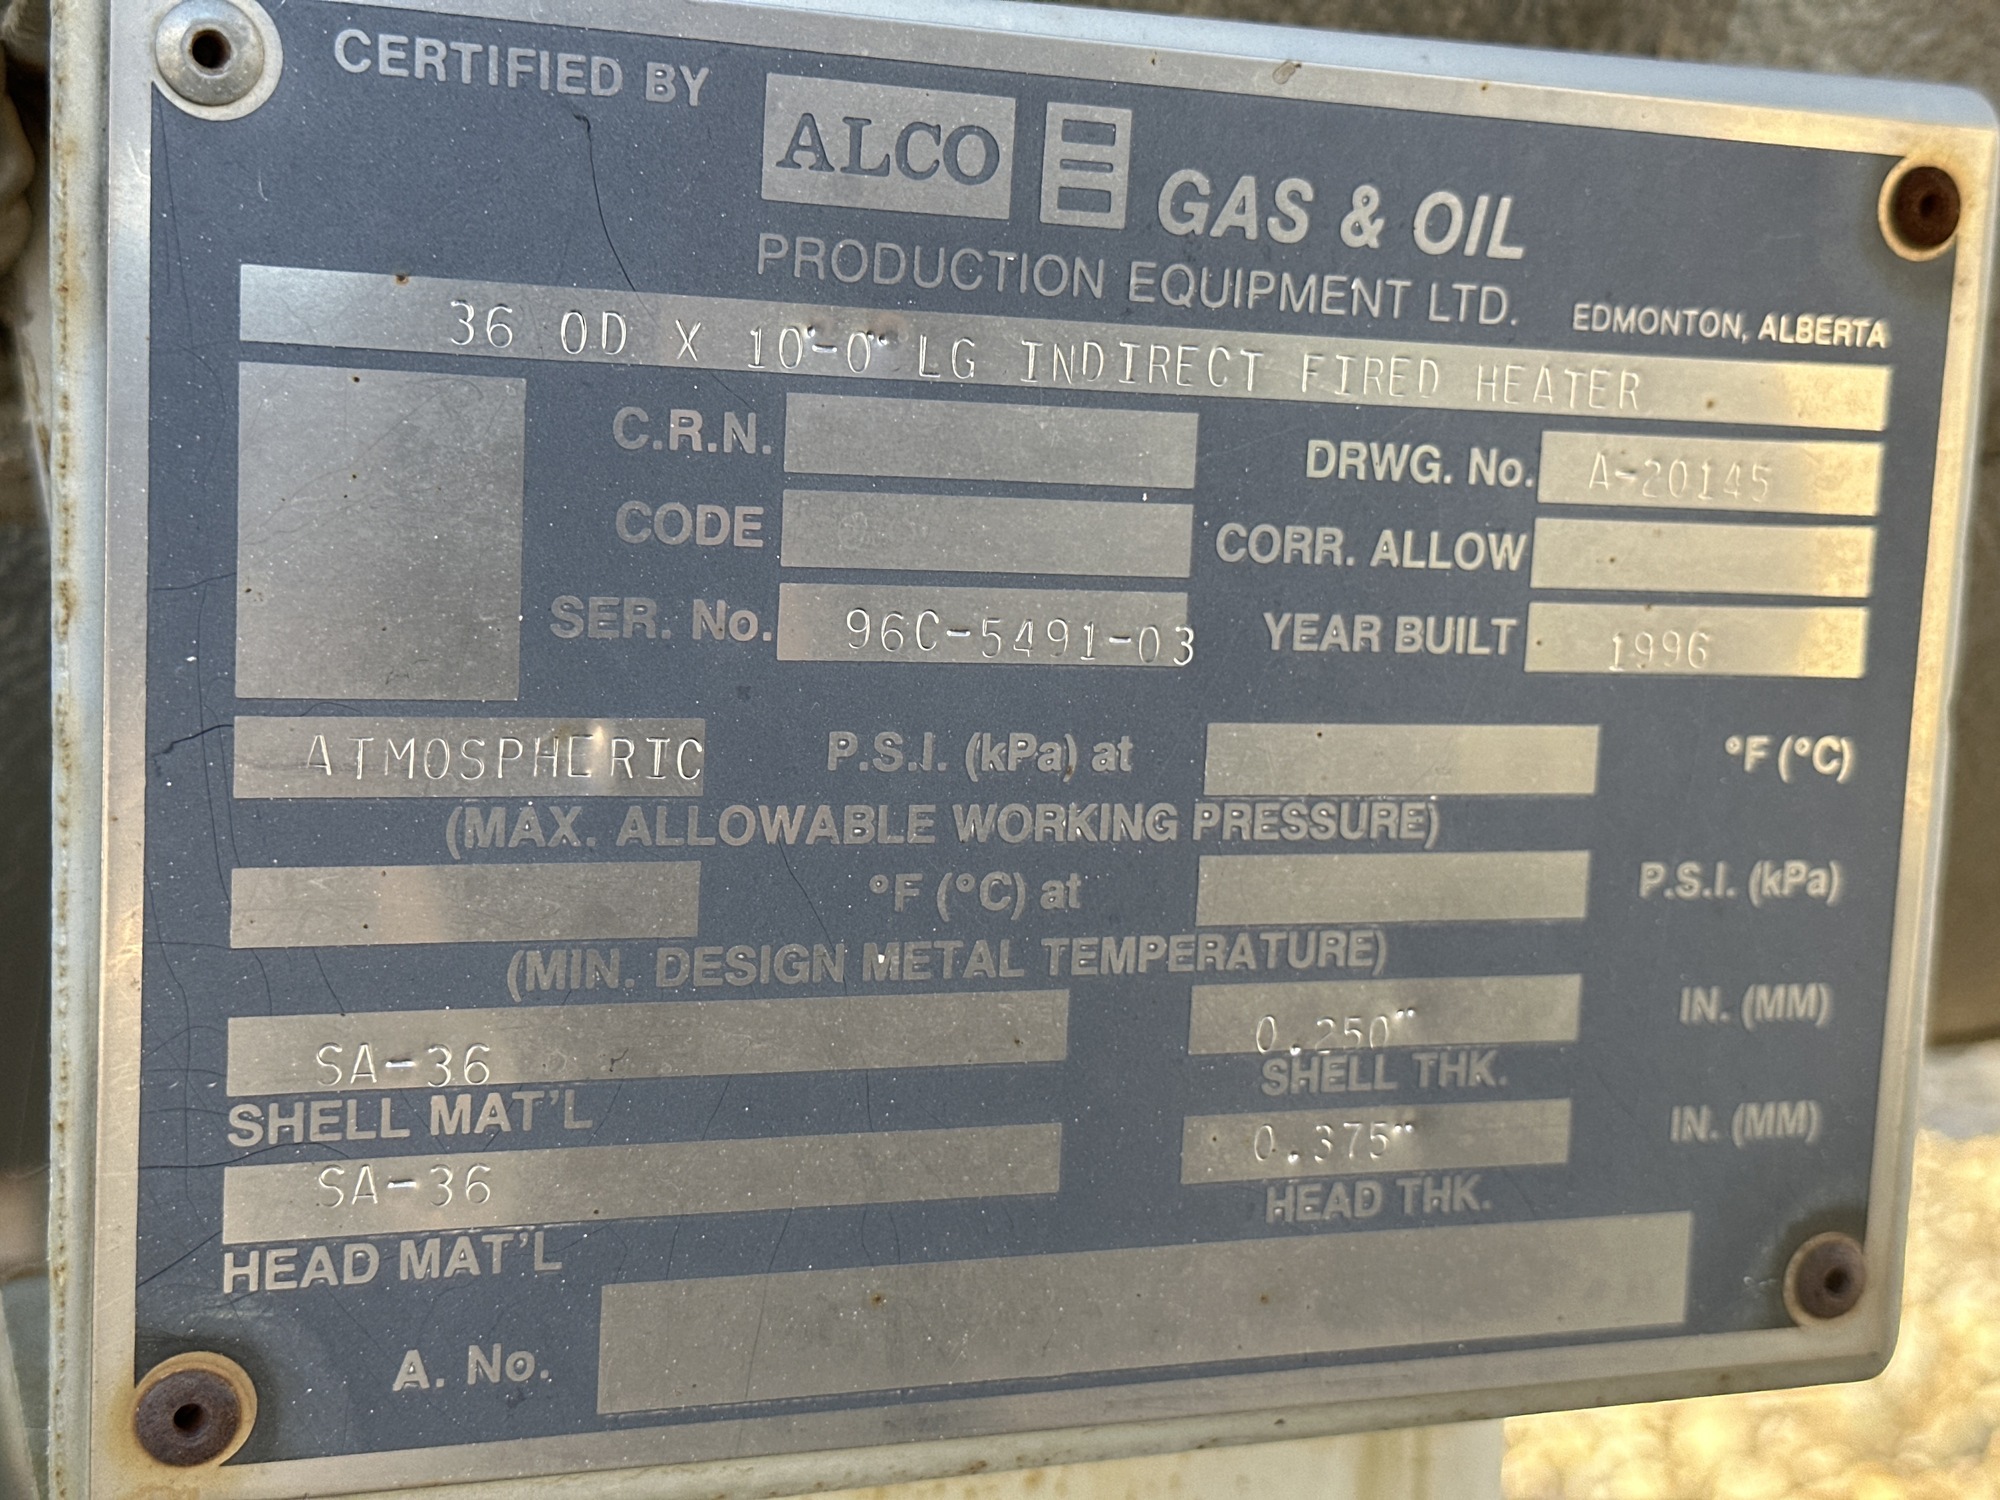 CERTIFIED BY ALCO GAS & OIL
PRODUCTION EQUIPMENT LTD. EDMONTON, ALBERTA
36 OD X 10'-0" LG INDIRECT FIRED HEATER
C.R.N. DRWG. No. A-20145
CODE CORR. ALLOW
SER. No. 96C-5491-03 YEAR BUILT 1996
ATMOSPHERIC P.S.I. (kPa) at °F (°C)
(MAX. ALLOWABLE WORKING PRESSURE)
°F (°C) at P.S.I. (kPa)
(MIN. DESIGN METAL TEMPERATURE)
SA-36 0.250" IN. (MM)
SHELL MAT'L SHELL THK.
SA-36 0.375" IN. (MM)
HEAD MAT'L HEAD THK.
A. No.